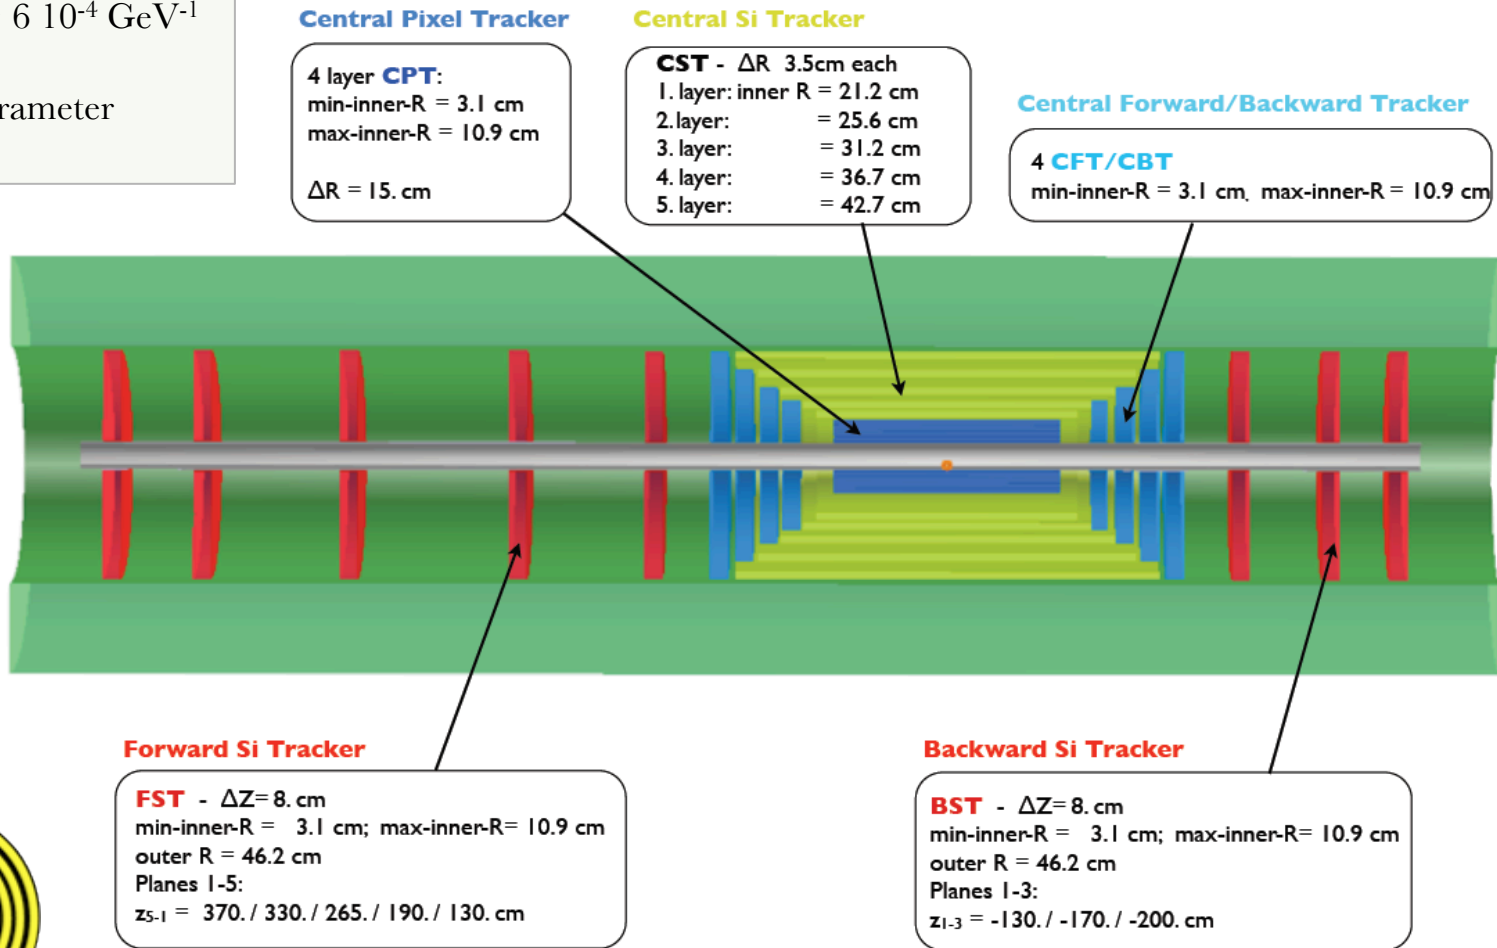 6 10⁻⁴ GeV⁻¹
rameter
Central Pixel Tracker
4 layer CPT:
min-inner-R = 3.1 cm
max-inner-R = 10.9 cm
ΔR = 15. cm
Central Si Tracker
CST - ΔR 3.5cm each
1. layer: inner R = 21.2 cm
2.layer: = 25.6 cm
3. layer: = 31.2 cm
4. layer: = 36.7 cm
5. layer: = 42.7 cm
Central Forward/Backward Tracker
4 CFT/CBT
min-inner-R = 3.1 cm, max-inner-R = 10.9 cm
Forward Si Tracker
FST - ΔZ= 8. cm
min-inner-R = 3.1 cm; max-inner-R= 10.9 cm
outer R = 46.2 cm
Planes 1-5:
z₅₋₁ = 370. / 330. / 265. / 190. / 130. cm
Backward Si Tracker
BST - ΔZ= 8. cm
min-inner-R = 3.1 cm; max-inner-R= 10.9 cm
outer R = 46.2 cm
Planes 1-3:
z₁₋₃ = -130. / -170. / -200. cm